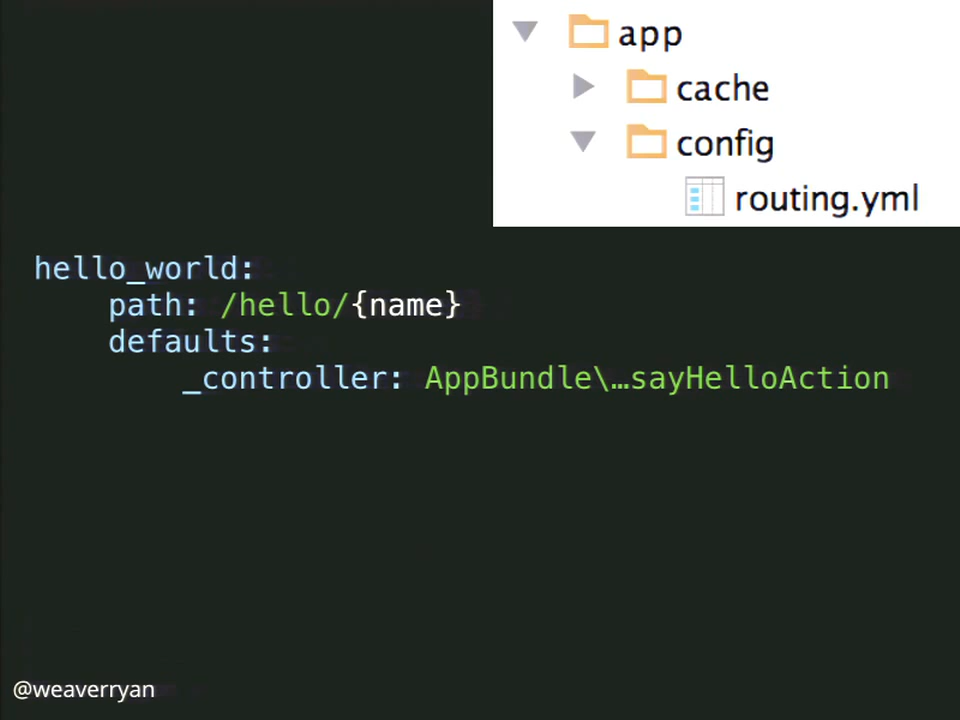 app
cache
config
routing.yml
hello_world:
    path: /hello/{name}
    defaults:
        _controller: AppBundle\…sayHelloAction
@weaverryan